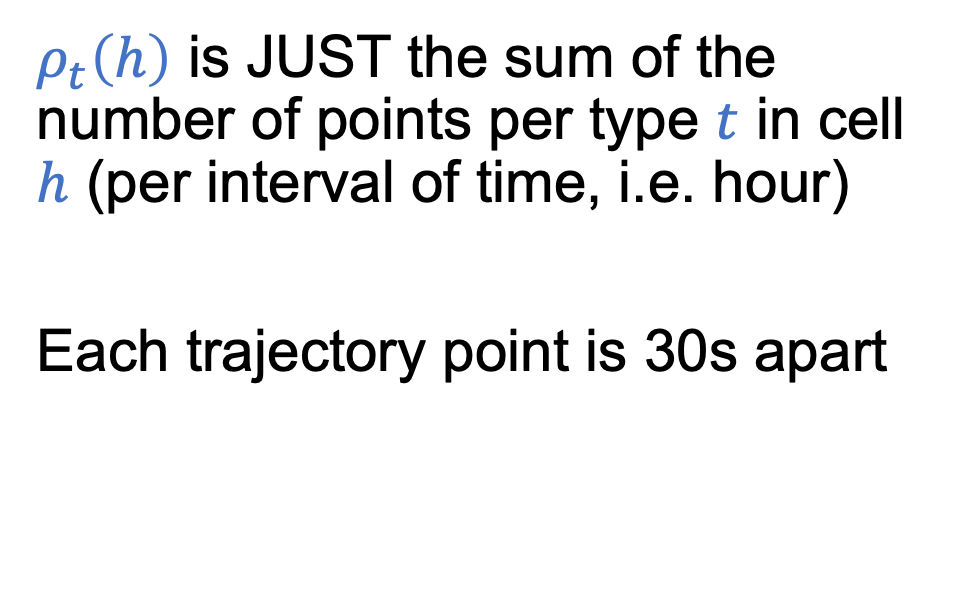 ρₜ(h) is JUST the sum of the
number of points per type t in cell
h (per interval of time, i.e. hour)
Each trajectory point is 30s apart